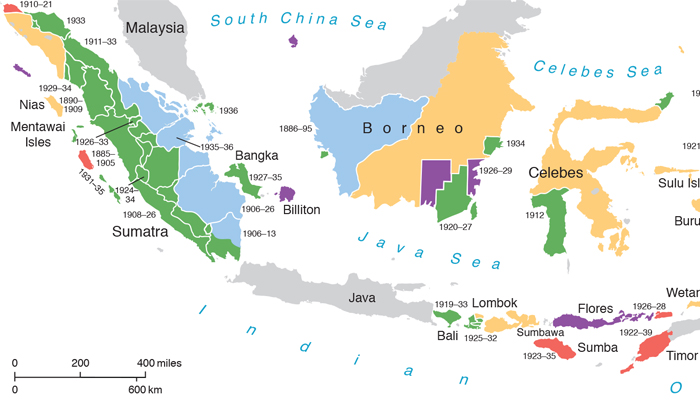 1910–21
1933
1911–33
Malaysia
South China Sea
Celebes Sea
1929–34
Nias
1890–
1909
Mentawai
Isles
1926–33
1885–
1905
1931–35
1924–
34
1908–26
Sumatra
1936
1935–36
Bangka
1927–35
1906–26
1906–13
Billiton
1886–95
Borneo
1934
1926–29
1920–27
Celebes
1912
19
1921
Sulu Isl
Buru
Java Sea
Java
1919–33
Bali
1925–32
Lombok
Sumbawa
Flores
1926–28
Wetar
1922–39
1923–35
Sumba
Timor
Indian
O
0 200 400 miles
0 600 km